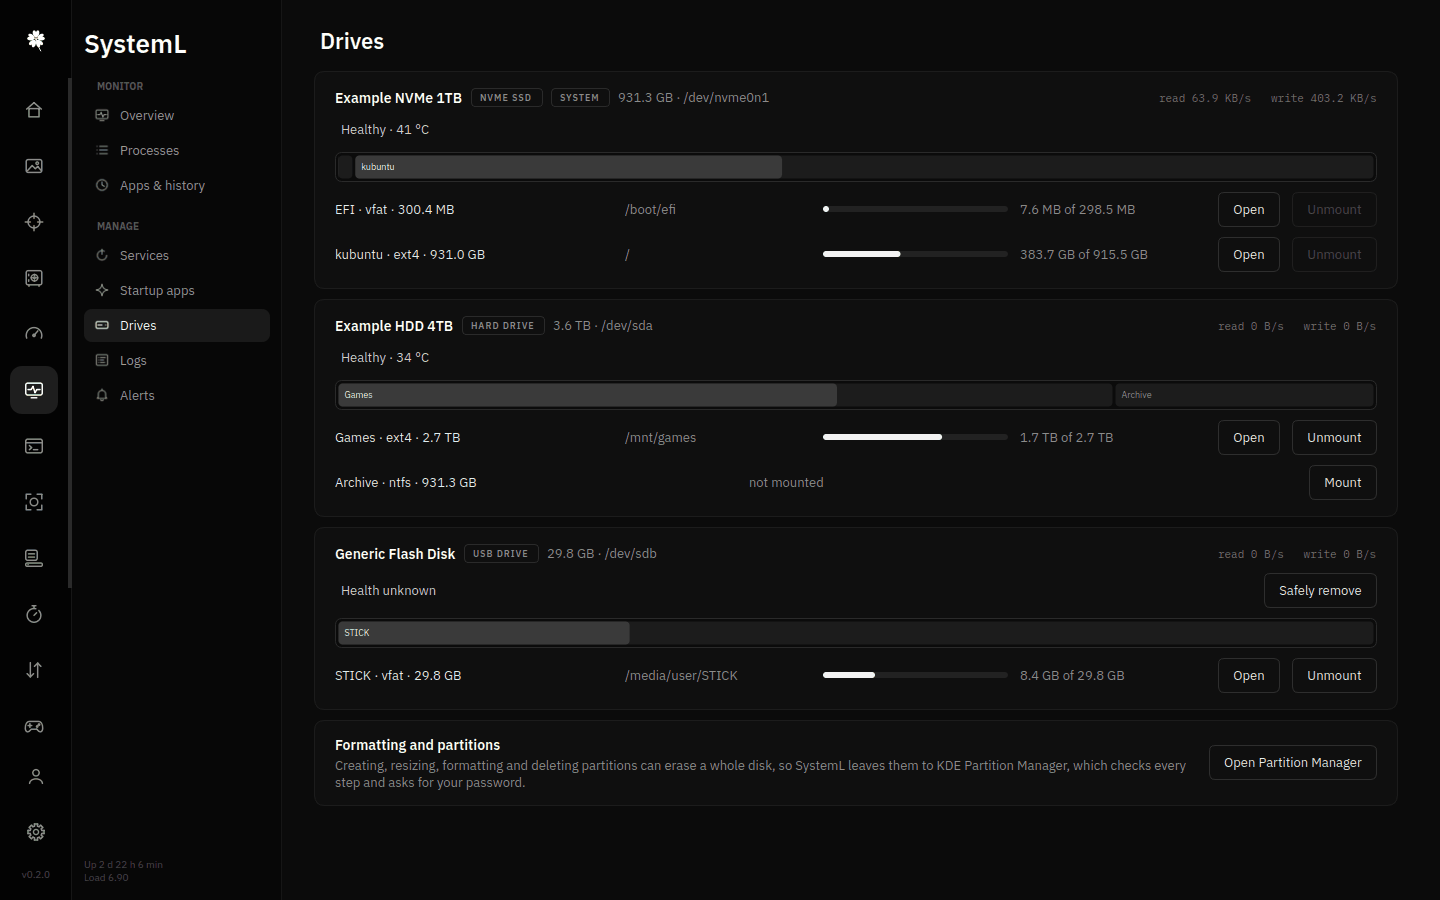 SystemL
MONITOR
Overview
Processes
Apps & history
MANAGE
Services
Startup apps
Drives
Logs
Alerts
Up 2 d 22 h 6 min
Load 6.90
v0.2.0
Drives
Example NVMe 1TB NVME SSD SYSTEM 931.3 GB · /dev/nvme0n1 read 63.9 KB/s write 403.2 KB/s
Healthy · 41 °C
kubuntu
EFI · vfat · 300.4 MB /boot/efi 7.6 MB of 298.5 MB Open Unmount
kubuntu · ext4 · 931.0 GB / 383.7 GB of 915.5 GB Open Unmount
Example HDD 4TB HARD DRIVE 3.6 TB · /dev/sda read 0 B/s write 0 B/s
Healthy · 34 °C
Games Archive
Games · ext4 · 2.7 TB /mnt/games 1.7 TB of 2.7 TB Open Unmount
Archive · ntfs · 931.3 GB not mounted Mount
Generic Flash Disk USB DRIVE 29.8 GB · /dev/sdb read 0 B/s write 0 B/s
Health unknown Safely remove
STICK
STICK · vfat · 29.8 GB /media/user/STICK 8.4 GB of 29.8 GB Open Unmount
Formatting and partitions
Creating, resizing, formatting and deleting partitions can erase a whole disk, so SystemL leaves them to KDE Partition Manager, which checks every
step and asks for your password.
Open Partition Manager